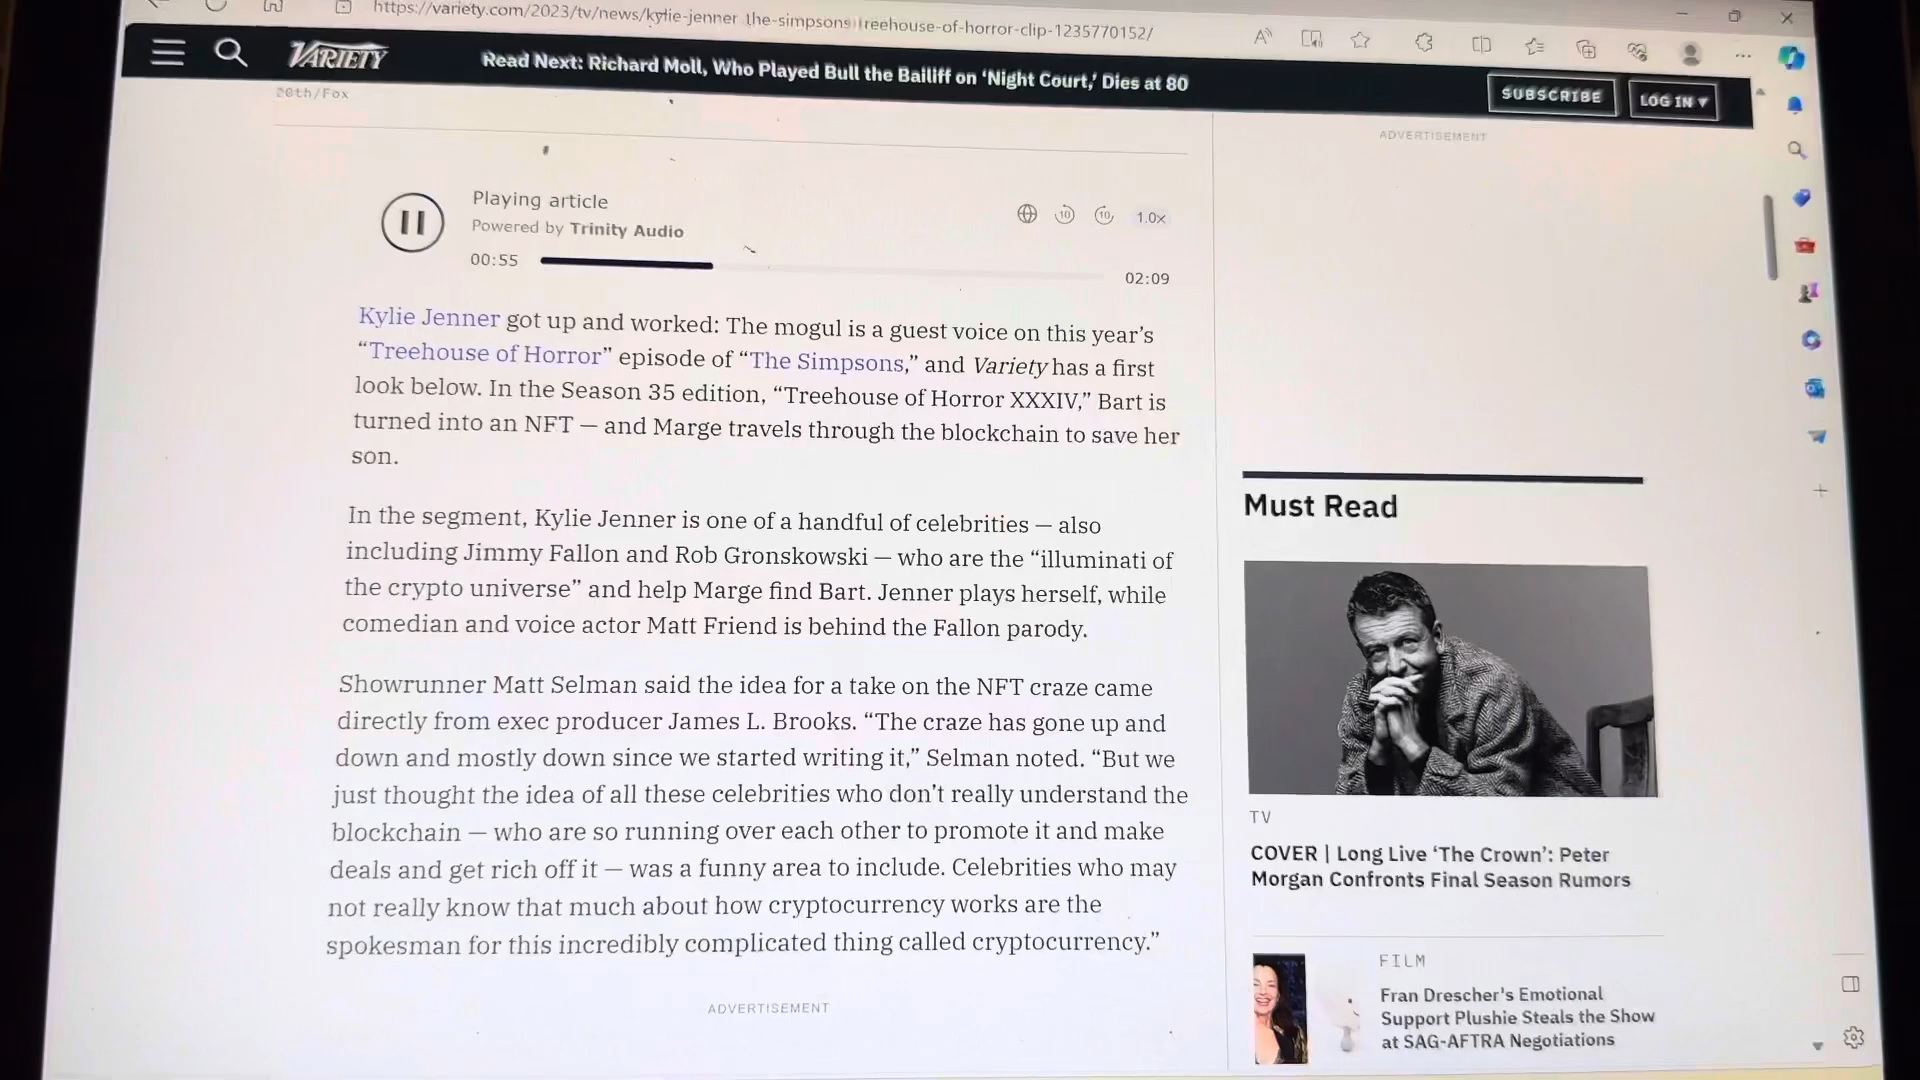 https://variety.com/2023/tv/news/kylie-jenner-the-simpsons-treehouse-of-horror-clip-1235770152/
VARIETY
Read Next: Richard Moll, Who Played Bull the Bailiff on ‘Night Court,’ Dies at 80
SUBSCRIBE
LOG IN
20th/Fox
ADVERTISEMENT
Playing article
Powered by Trinity Audio
10
10
1.0x
00:55
02:09
Kylie Jenner got up and worked: The mogul is a guest voice on this year’s
“Treehouse of Horror” episode of “The Simpsons,” and Variety has a first
look below. In the Season 35 edition, “Treehouse of Horror XXXIV,” Bart is
turned into an NFT — and Marge travels through the blockchain to save her
son.
In the segment, Kylie Jenner is one of a handful of celebrities — also
including Jimmy Fallon and Rob Gronskowski — who are the “illuminati of
the crypto universe” and help Marge find Bart. Jenner plays herself, while
comedian and voice actor Matt Friend is behind the Fallon parody.
Showrunner Matt Selman said the idea for a take on the NFT craze came
directly from exec producer James L. Brooks. “The craze has gone up and
down and mostly down since we started writing it,” Selman noted. “But we
just thought the idea of all these celebrities who don’t really understand the
blockchain — who are so running over each other to promote it and make
deals and get rich off it — was a funny area to include. Celebrities who may
not really know that much about how cryptocurrency works are the
spokesman for this incredibly complicated thing called cryptocurrency.”
ADVERTISEMENT
Must Read
TV
COVER | Long Live ‘The Crown’: Peter
Morgan Confronts Final Season Rumors
FILM
Fran Drescher's Emotional
Support Plushie Steals the Show
at SAG-AFTRA Negotiations